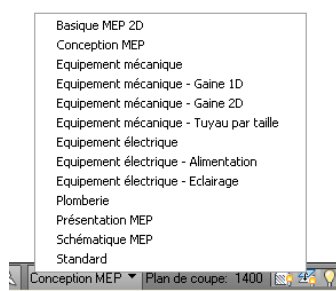 Basique MEP 2D
Conception MEP
Equipement mécanique
Equipement mécanique - Gaine 1D
Equipement mécanique - Gaine 2D
Equipement mécanique - Tuyau par taille
Equipement électrique
Equipement électrique - Alimentation
Equipement électrique - Eclairage
Plomberie
Présentation MEP
Schématique MEP
Standard
Conception MEP Plan de coupe: 1400